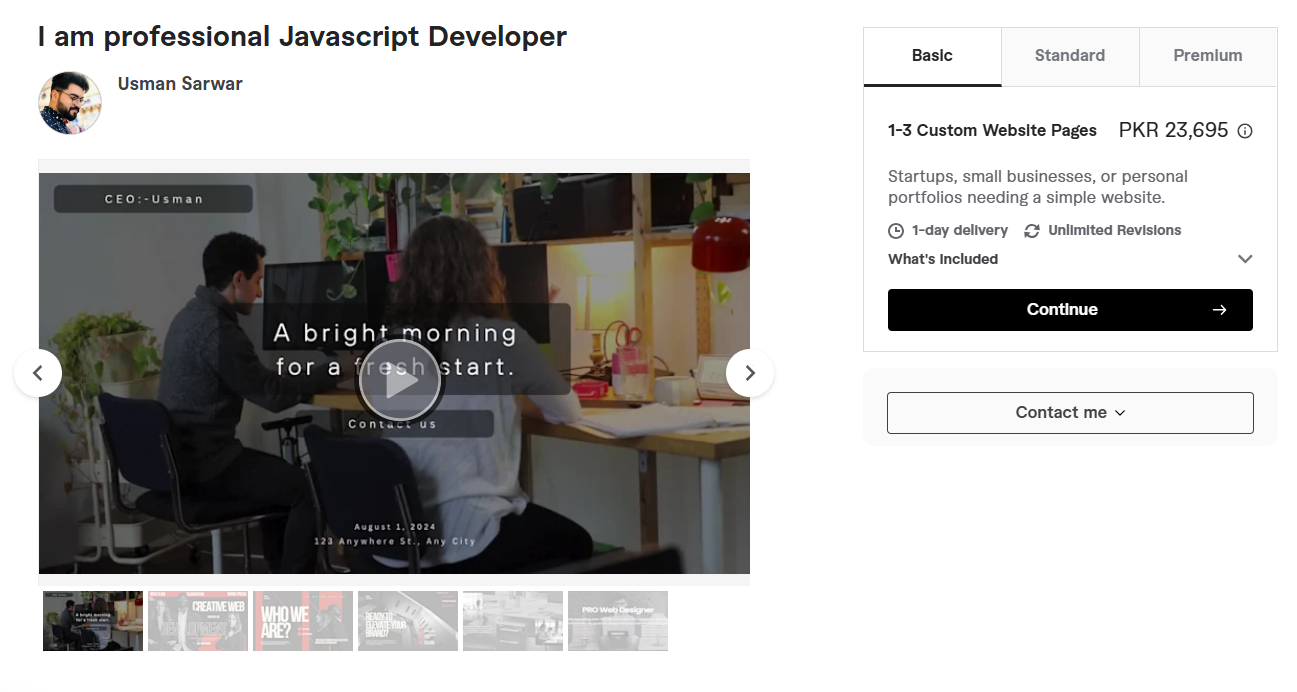 I am professional Javascript Developer
Usman Sarwar
CEO:-Usman
A bright morning
for a fresh start.
Contact us
August 1, 2024
123 Anywhere St., Any City
A bright morning
for a fresh start.
CREATIVE WEB
DEVELOPMENT
WHO WE
ARE?
READY TO
ELEVATE YOUR
BRAND?
PRO Web Designer
Basic
Standard
Premium
1-3 Custom Website Pages PKR 23,695
Startups, small businesses, or personal
portfolios needing a simple website.
1-day delivery Unlimited Revisions
What's Included
Continue
Contact me